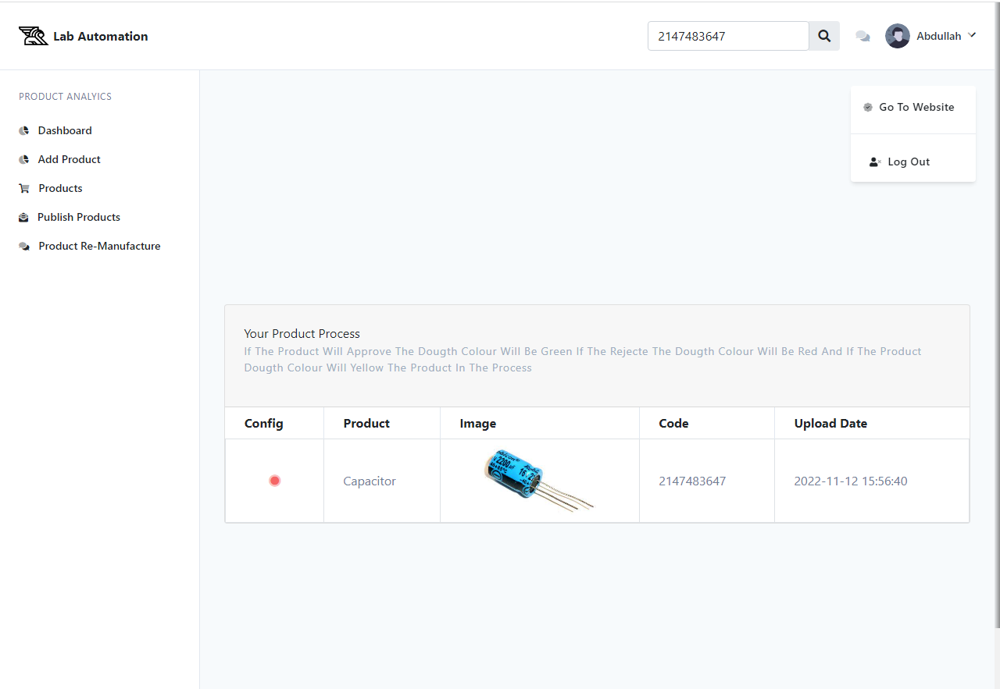 Lab Automation
2147483647
Abdullah
PRODUCT ANALYICS
Dashboard
Add Product
Products
Publish Products
Product Re-Manufacture
Go To Website
Log Out
Your Product Process
If The Product Will Approve The Dougth Colour Will Be Green If The Rejecte The Dougth Colour Will Be Red And If The Product
Dougth Colour Will Yellow The Product In The Process
Config Product Image Code Upload Date
Capacitor 2147483647 2022-11-12 15:56:40
2200µF